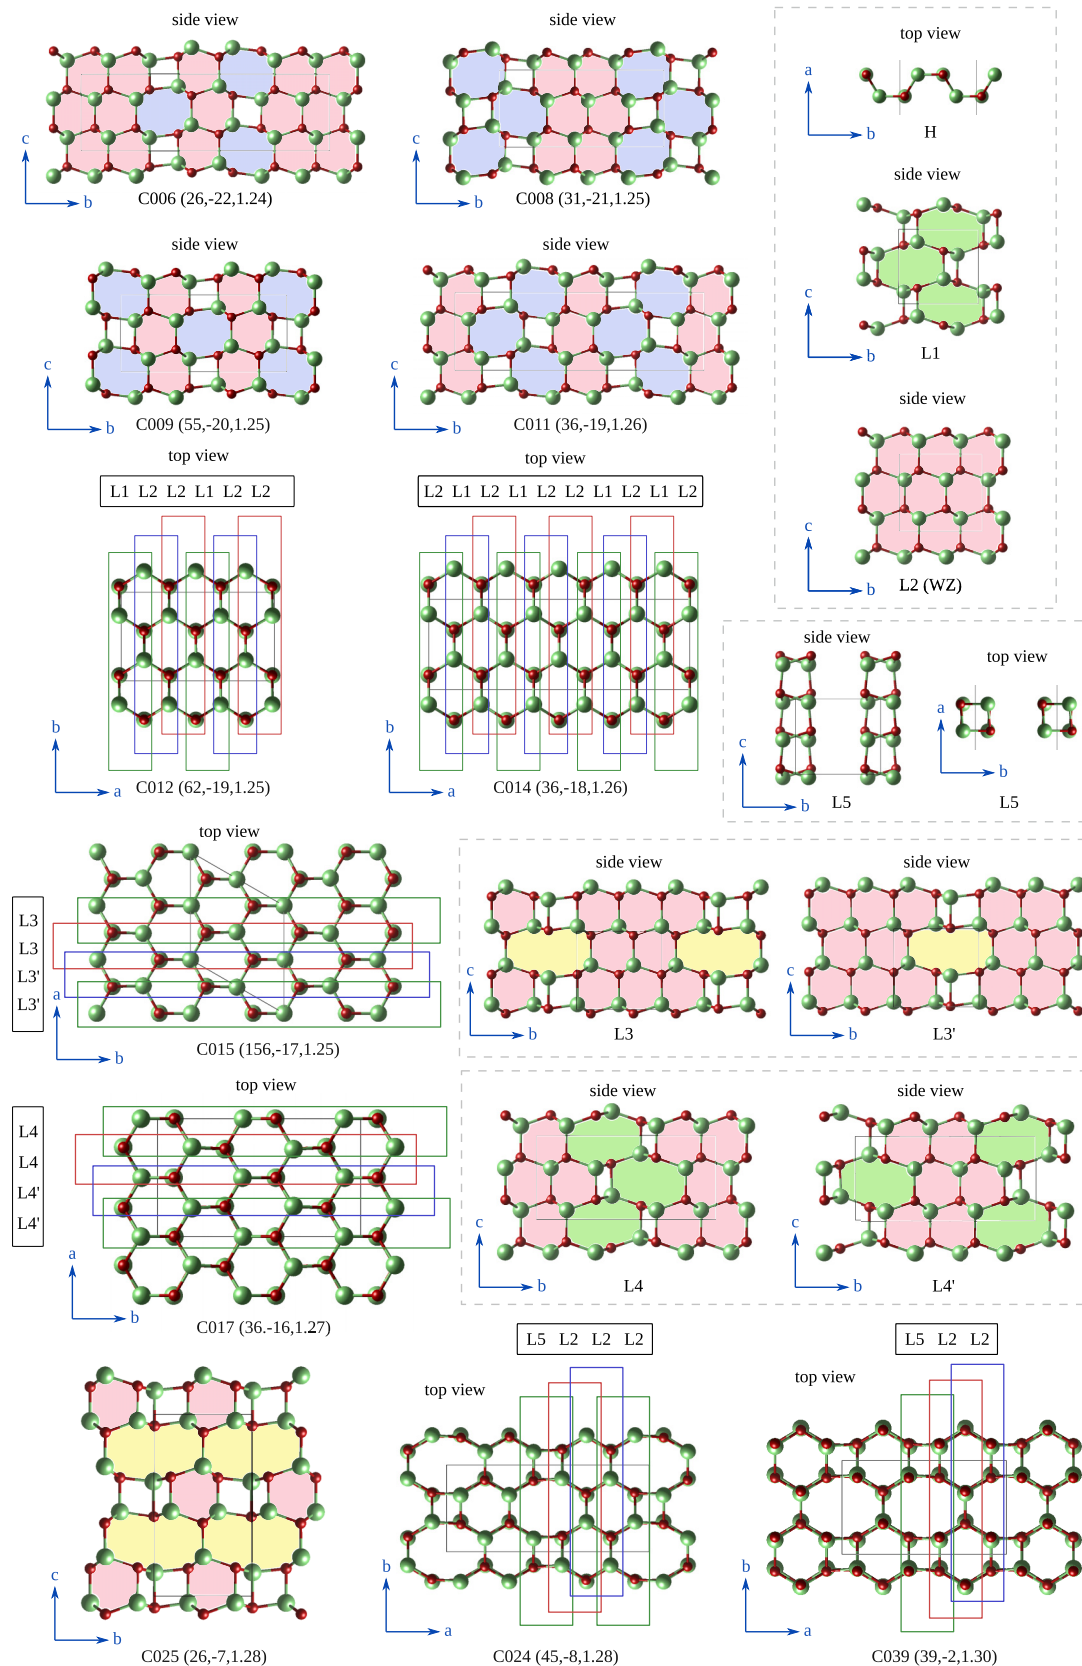 side view
c
b
C006 (26,-22,1.24)
side view
c
b
C008 (31,-21,1.25)
top view
a
b
H
side view
c
b
L1
side view
c
b
L2 (WZ)
side view
c
b
C009 (55,-20,1.25)
side view
c
b
C011 (36,-19,1.26)
top view
L1 L2 L2 L1 L2 L2
b
a
C012 (62,-19,1.25)
top view
L2 L1 L2 L1 L2 L2 L1 L2 L1 L2
b
a
C014 (36,-18,1.26)
side view
c
b
L5
top view
a
b
L5
top view
L3
L3
L3'
L3'
a
b
C015 (156,-17,1.25)
side view
c
b
L3
side view
c
b
L3'
top view
L4
L4
L4'
L4'
a
b
C017 (36.-16,1.27)
side view
c
b
L4
side view
c
b
L4'
c
b
C025 (26,-7,1.28)
L5 L2 L2 L2
top view
b
a
C024 (45,-8,1.28)
L5 L2 L2
top view
b
a
C039 (39,-2,1.30)